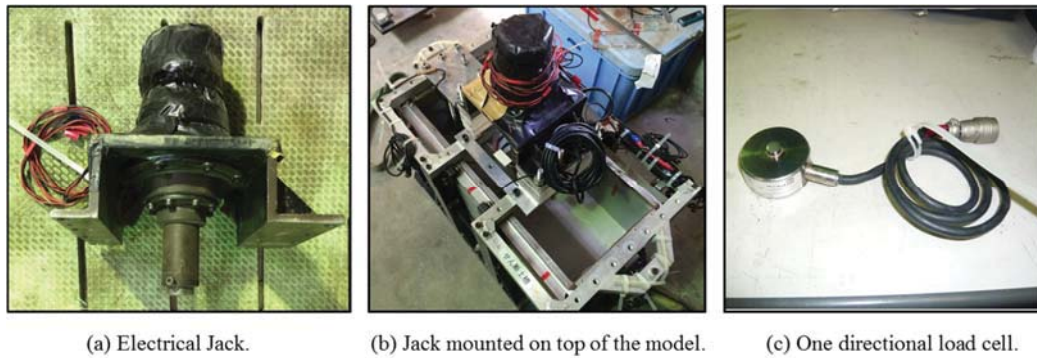 (a) Electrical Jack.
(b) Jack mounted on top of the model.
(c) One directional load cell.